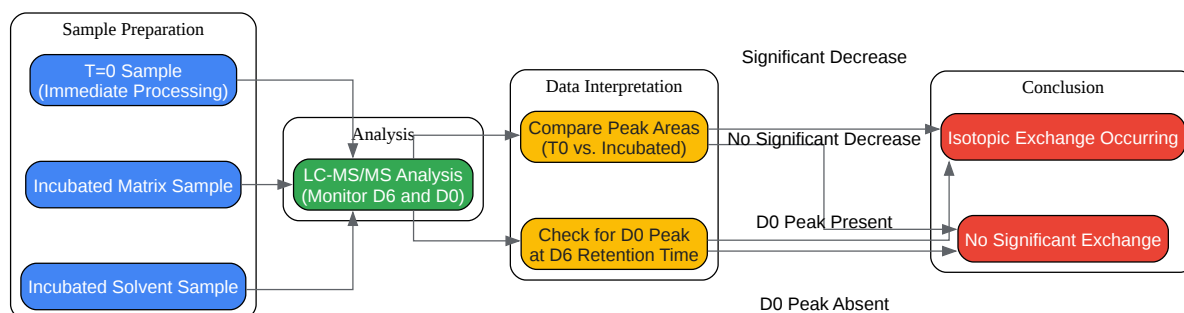 Sample Preparation
T=0 Sample
(Immediate Processing)
Incubated Matrix Sample
Incubated Solvent Sample
Analysis
LC-MS/MS Analysis
(Monitor D6 and D0)
Data Interpretation
Compare Peak Areas
(T0 vs. Incubated)
Check for D0 Peak
at D6 Retention Time
Significant Decrease
No Significant Decrease
D0 Peak Present
D0 Peak Absent
Conclusion
Isotopic Exchange Occurring
No Significant Exchange